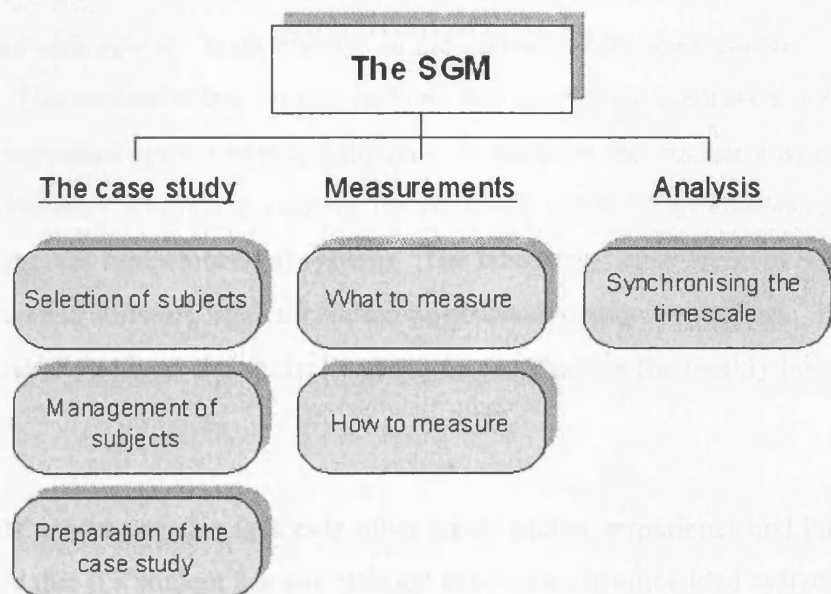 The SGM
The case study
Measurements
Analysis
Selection of subjects
What to measure
Synchronising the
timescale
Management of
subjects
How to measure
Preparation of the
case study